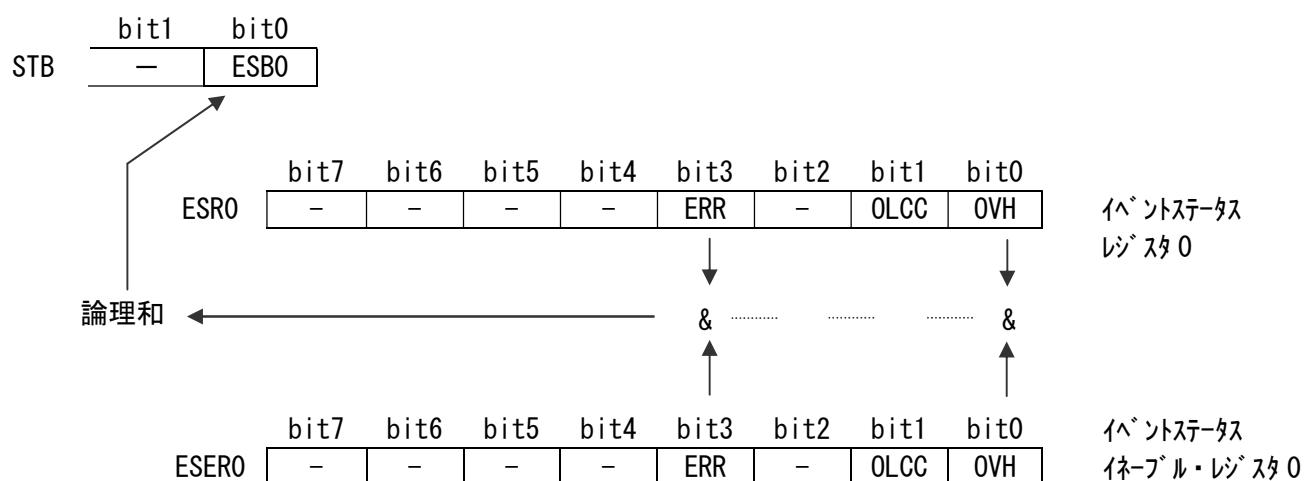 bit1 bit0
STB － ESB0
bit7 bit6 bit5 bit4 bit3 bit2 bit1 bit0
ESR0 － － － － ERR － OLCC OVH
ｲﾍﾞﾝﾄｽﾃｰﾀｽ
ﾚｼﾞｽﾀ 0
論理和 & & 
bit7 bit6 bit5 bit4 bit3 bit2 bit1 bit0
ESER0 － － － － ERR － OLCC OVH
ｲﾍﾞﾝﾄｽﾃｰﾀｽ
ｲﾈｰﾌﾞﾙ・ﾚｼﾞｽﾀ 0